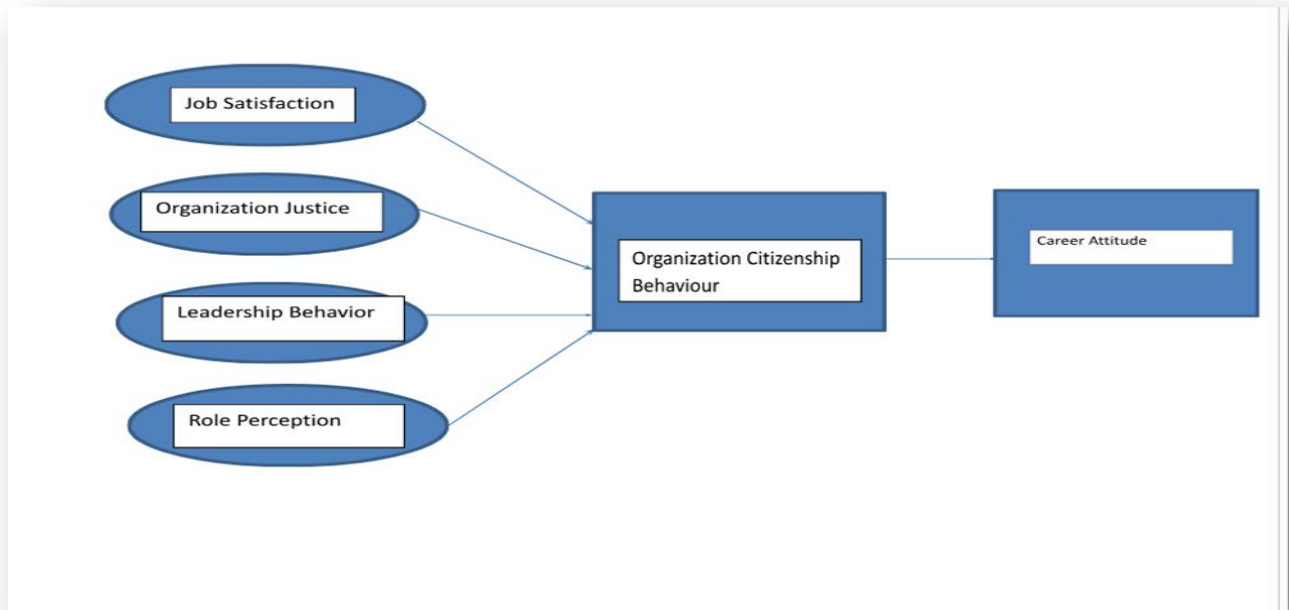 Job Satisfaction
Organization Justice
Leadership Behavior
Role Perception
Organization Citizenship
Behaviour
Career Attitude